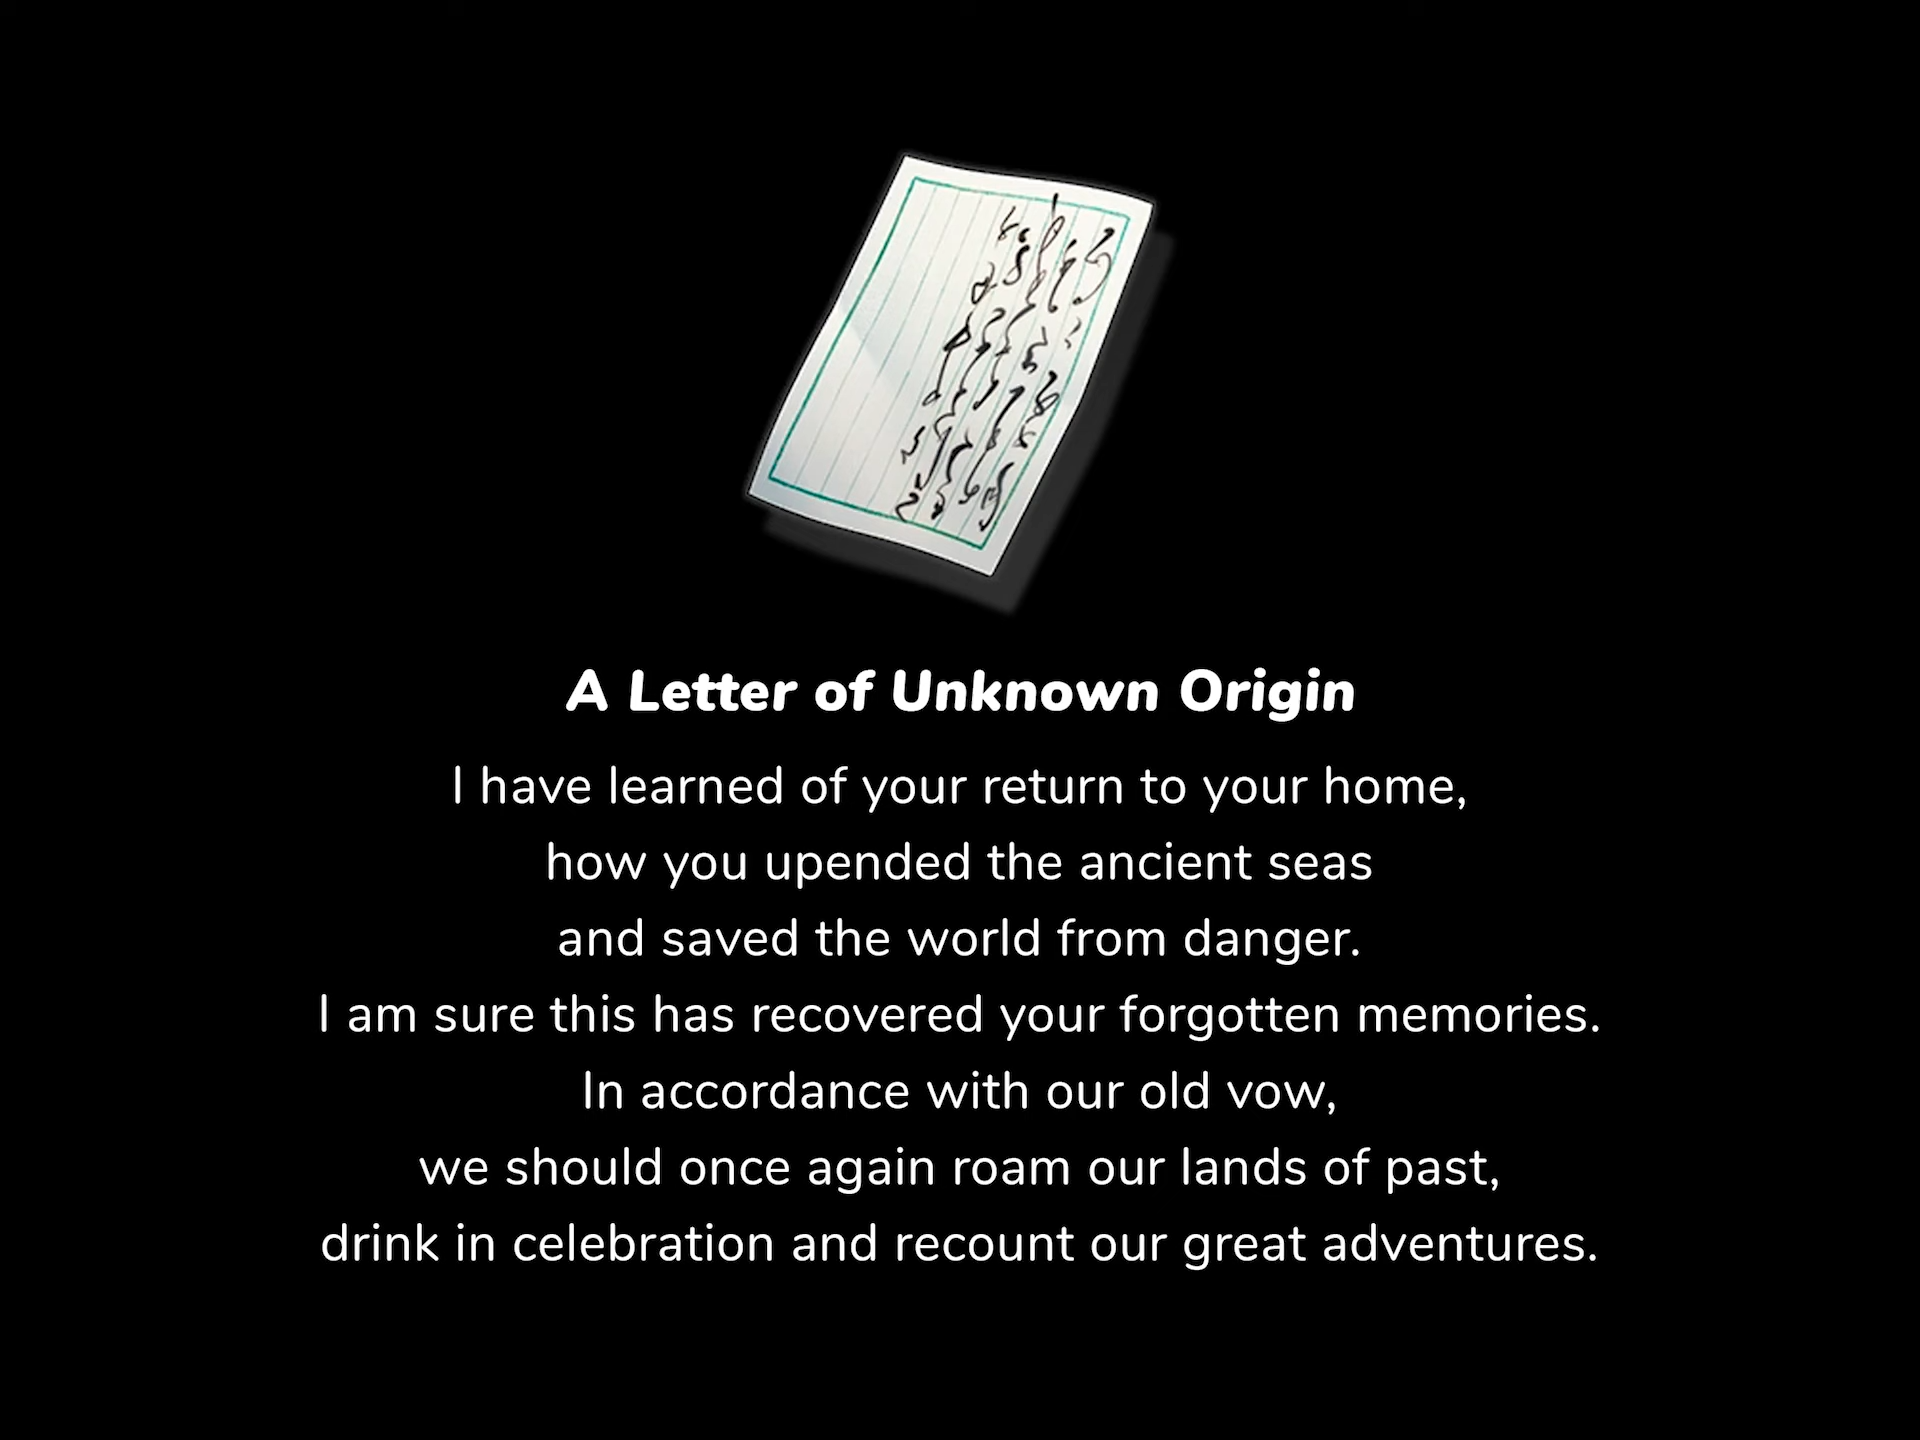 A Letter of Unknown Origin
I have learned of your return to your home,
how you upended the ancient seas
and saved the world from danger.
I am sure this has recovered your forgotten memories.
In accordance with our old vow,
we should once again roam our lands of past,
drink in celebration and recount our great adventures.